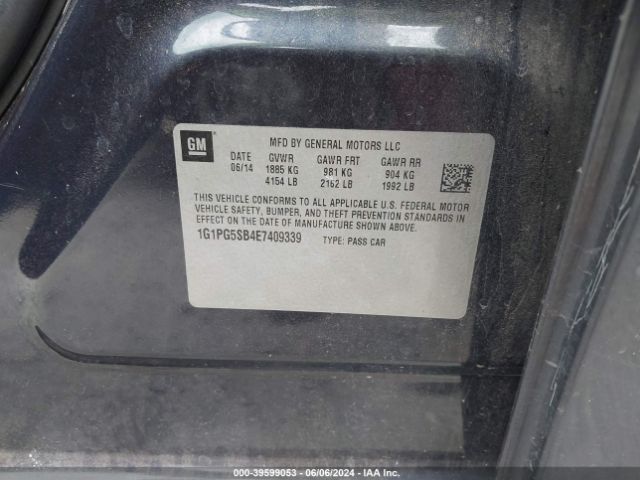 GM
MFD BY GENERAL MOTORS LLC
DATE GVWR GAWR FRT GAWR RR
06/14 1885 KG 981 KG 904 KG
4154 LB 2162 LB 1992 LB
THIS VEHICLE CONFORMS TO ALL APPLICABLE U.S. FEDERAL MOTOR
VEHICLE SAFETY, BUMPER, AND THEFT PREVENTION STANDARDS IN
EFFECT ON THE DATE OF MANUFACTURE SHOWN ABOVE.
1G1PG5SB4E7409339 TYPE: PASS CAR
000-39599053 - 06/06/2024 - IAA Inc.